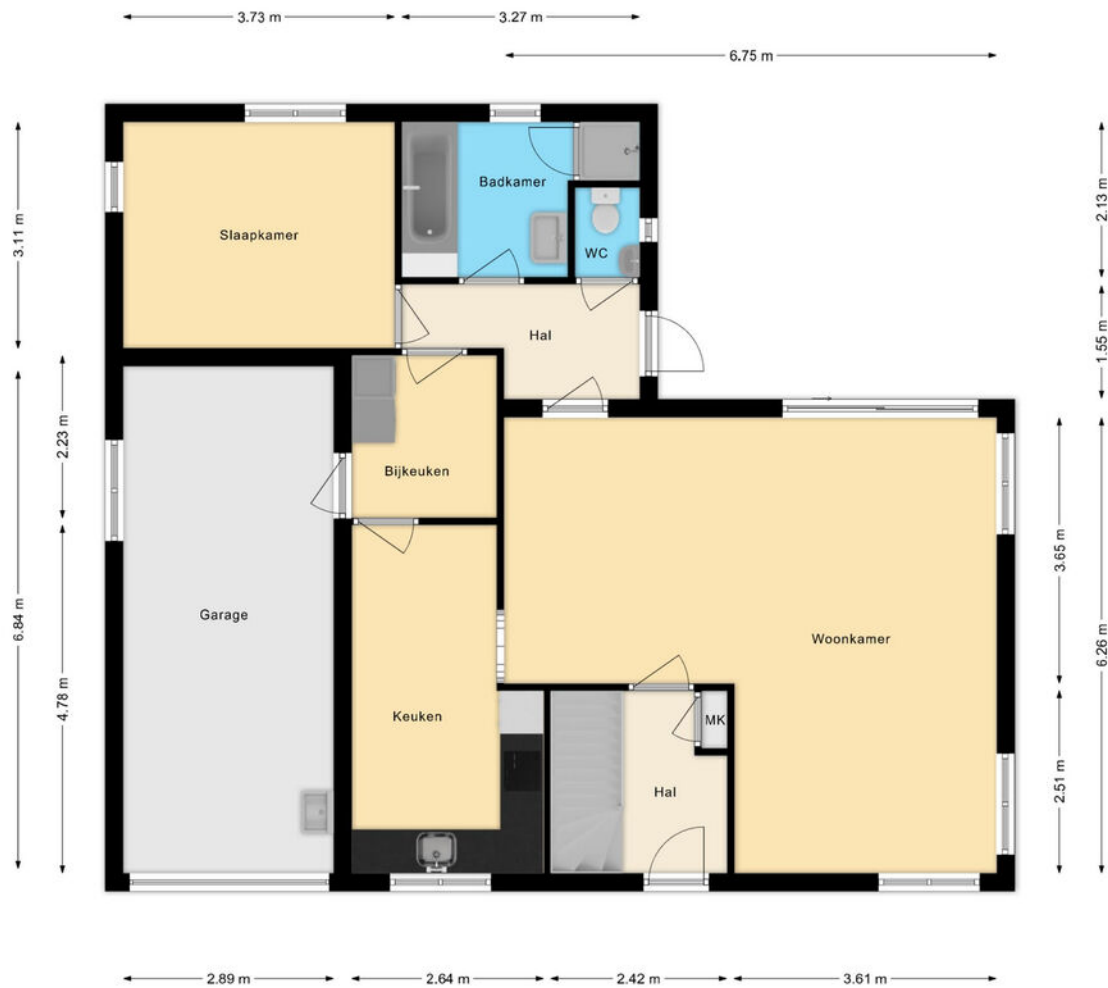 3.73 m
3.27 m
6.75 m
3.11 m
2.13 m
Badkamer
Slaapkamer
WC
1.55 m
Hal
2.23 m
Bijkeuken
6.84 m
3.65 m
6.26 m
Garage
Woonkamer
4.78 m
Keuken
MK
2.51 m
Hal
2.89 m
2.64 m
2.42 m
3.61 m